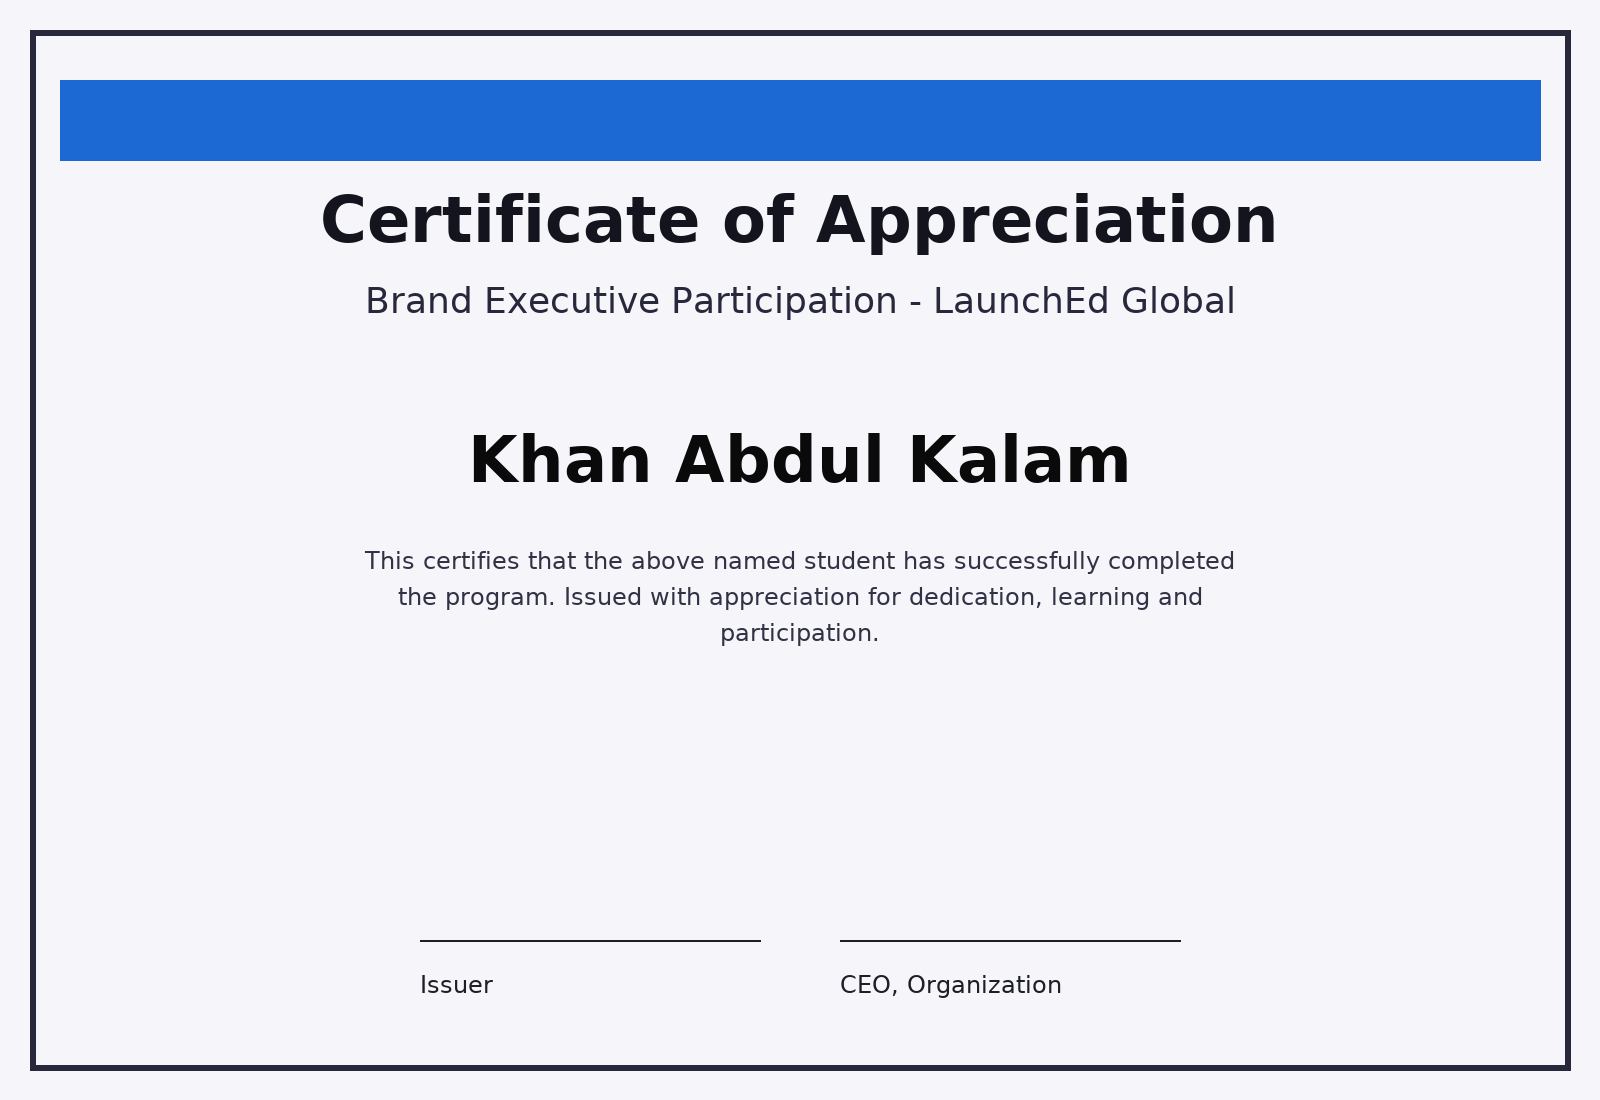 Certificate of Appreciation
Brand Executive Participation - LaunchEd Global
Khan Abdul Kalam
This certifies that the above named student has successfully completed
the program. Issued with appreciation for dedication, learning and
participation.
Issuer
CEO, Organization